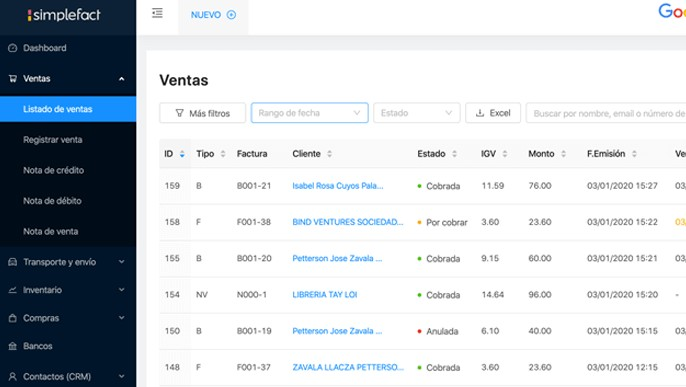 simplefact
NUEVO
Dashboard
Ventas
Listado de ventas
Registrar venta
Nota de crédito
Nota de débito
Nota de venta
Transporte y envío
Inventario
Compras
Bancos
Contactos (CRM)
Ventas
Más filtros Rango de fecha Estado Excel Buscar por nombre, email o número de
ID Tipo Factura Cliente Estado IGV Monto F.Emisión
159 B B001-21 Isabel Rosa Cuyos Pala... Cobrada 11.59 76.00 03/01/2020 15:27
158 F F001-38 BIND VENTURES SOCIEDAD... Por cobrar 3.60 23.60 03/01/2020 15:22
155 B B001-20 Petterson Jose Zavala ... Cobrada 9.15 60.00 03/01/2020 15:21
154 NV N000-1 LIBRERIA TAY LOI Cobrada 14.64 96.00 03/01/2020 15:20 -
150 B B001-19 Petterson Jose Zavala ... Anulada 6.10 40.00 03/01/2020 15:15
148 F F001-37 ZAVALA LLACZA PETTERSO... Cobrada 3.60 23.60 03/01/2020 12:15